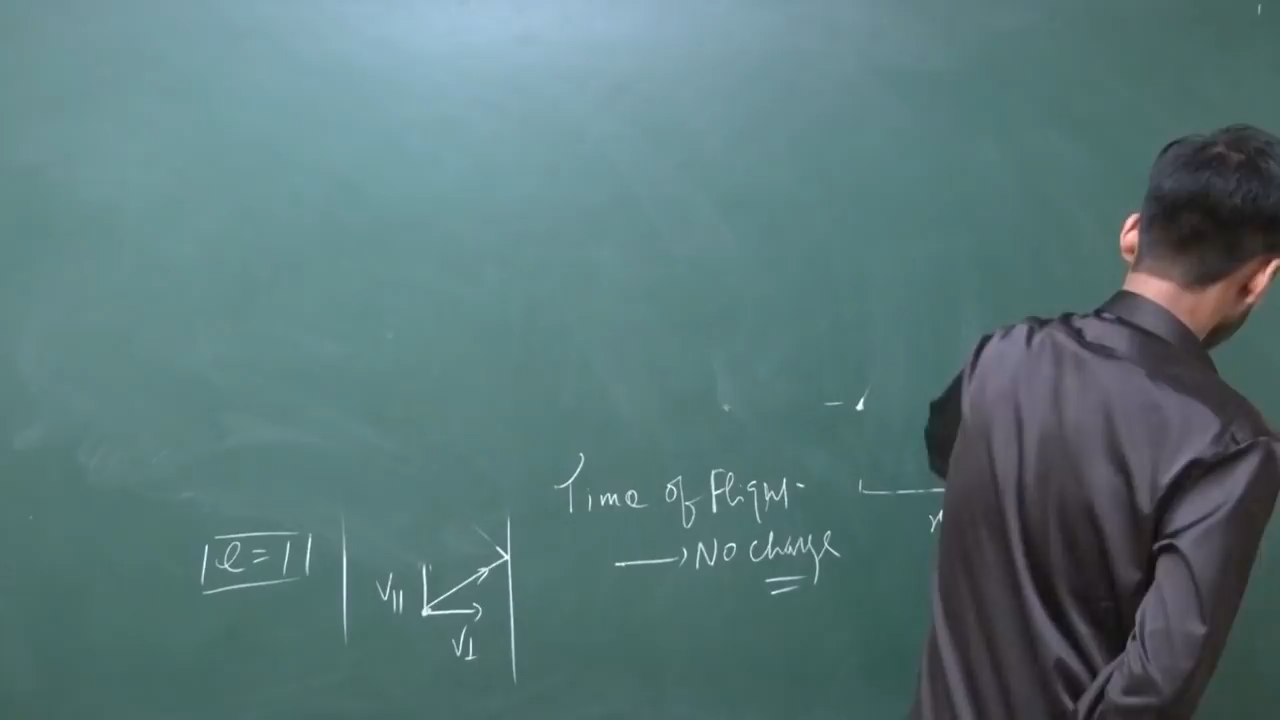 e = 1
V||
V⊥
Time of Flight
→ No change